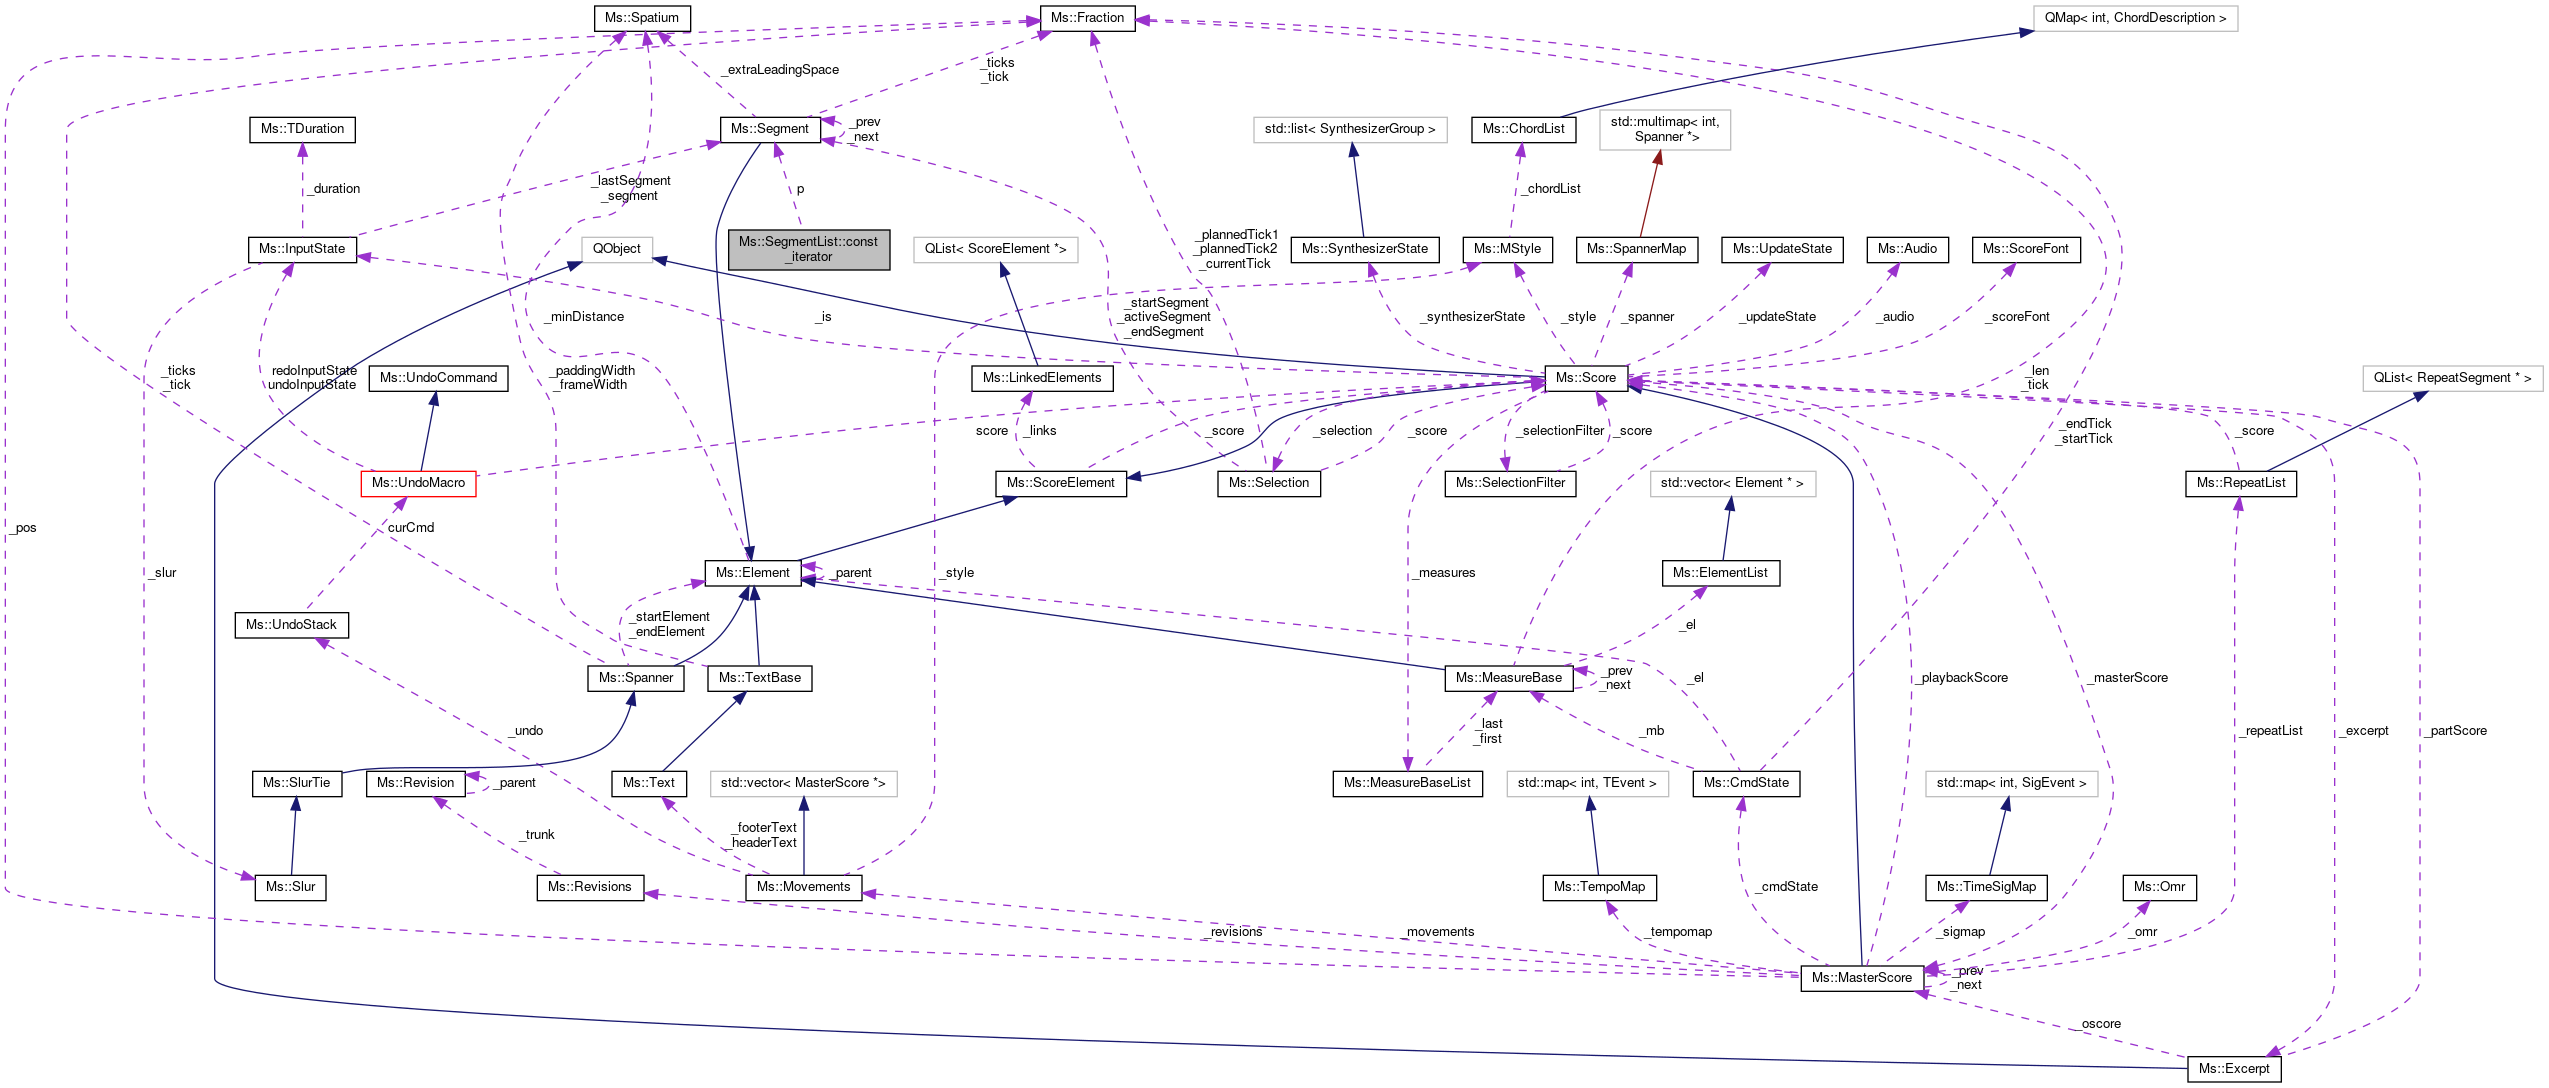 Ms::Spatium
Ms::Fraction
QMap< int, ChordDescription >
_extraLeadingSpace
_ticks
_tick
Ms::TDuration
Ms::Segment
_prev
_next
std::list< SynthesizerGroup >
Ms::ChordList
std::multimap< int,
Spanner *>
_duration
_lastSegment
_segment
p
_chordList
Ms::InputState
QObject
Ms::SegmentList::const
_iterator
QList< ScoreElement *>
_plannedTick1
_plannedTick2
_currentTick
Ms::SynthesizerState
Ms::MStyle
Ms::SpannerMap
Ms::UpdateState
Ms::Audio
Ms::ScoreFont
_minDistance
_is
_startSegment
_activeSegment
_endSegment
_synthesizerState
_style
_spanner
_updateState
_audio
_scoreFont
_ticks
_tick
redoInputState
undoInputState
Ms::UndoCommand
_paddingWidth
_frameWidth
Ms::LinkedElements
Ms::Score
_len
_tick
QList< RepeatSegment * >
score
_links
_score
_selection
_score
_selectionFilter
_score
_endTick
_startTick
_score
Ms::UndoMacro
Ms::ScoreElement
Ms::Selection
Ms::SelectionFilter
std::vector< Element * >
Ms::RepeatList
_pos
curCmd
_slur
Ms::Element
_parent
_style
_measures
Ms::ElementList
Ms::UndoStack
_startElement
_endElement
_el
Ms::Spanner
Ms::TextBase
Ms::MeasureBase
_prev
_next
_el
_playbackScore
_masterScore
_undo
_last
_first
_mb
_repeatList
_excerpt
_partScore
Ms::SlurTie
Ms::Revision
_parent
Ms::Text
std::vector< MasterScore *>
Ms::MeasureBaseList
std::map< int, TEvent >
Ms::CmdState
std::map< int, SigEvent >
_trunk
_footerText
_headerText
Ms::Slur
Ms::Revisions
Ms::Movements
Ms::TempoMap
_cmdState
Ms::TimeSigMap
Ms::Omr
_revisions
_movements
_tempomap
_sigmap
_omr
Ms::MasterScore
_prev
_next
_oscore
Ms::Excerpt